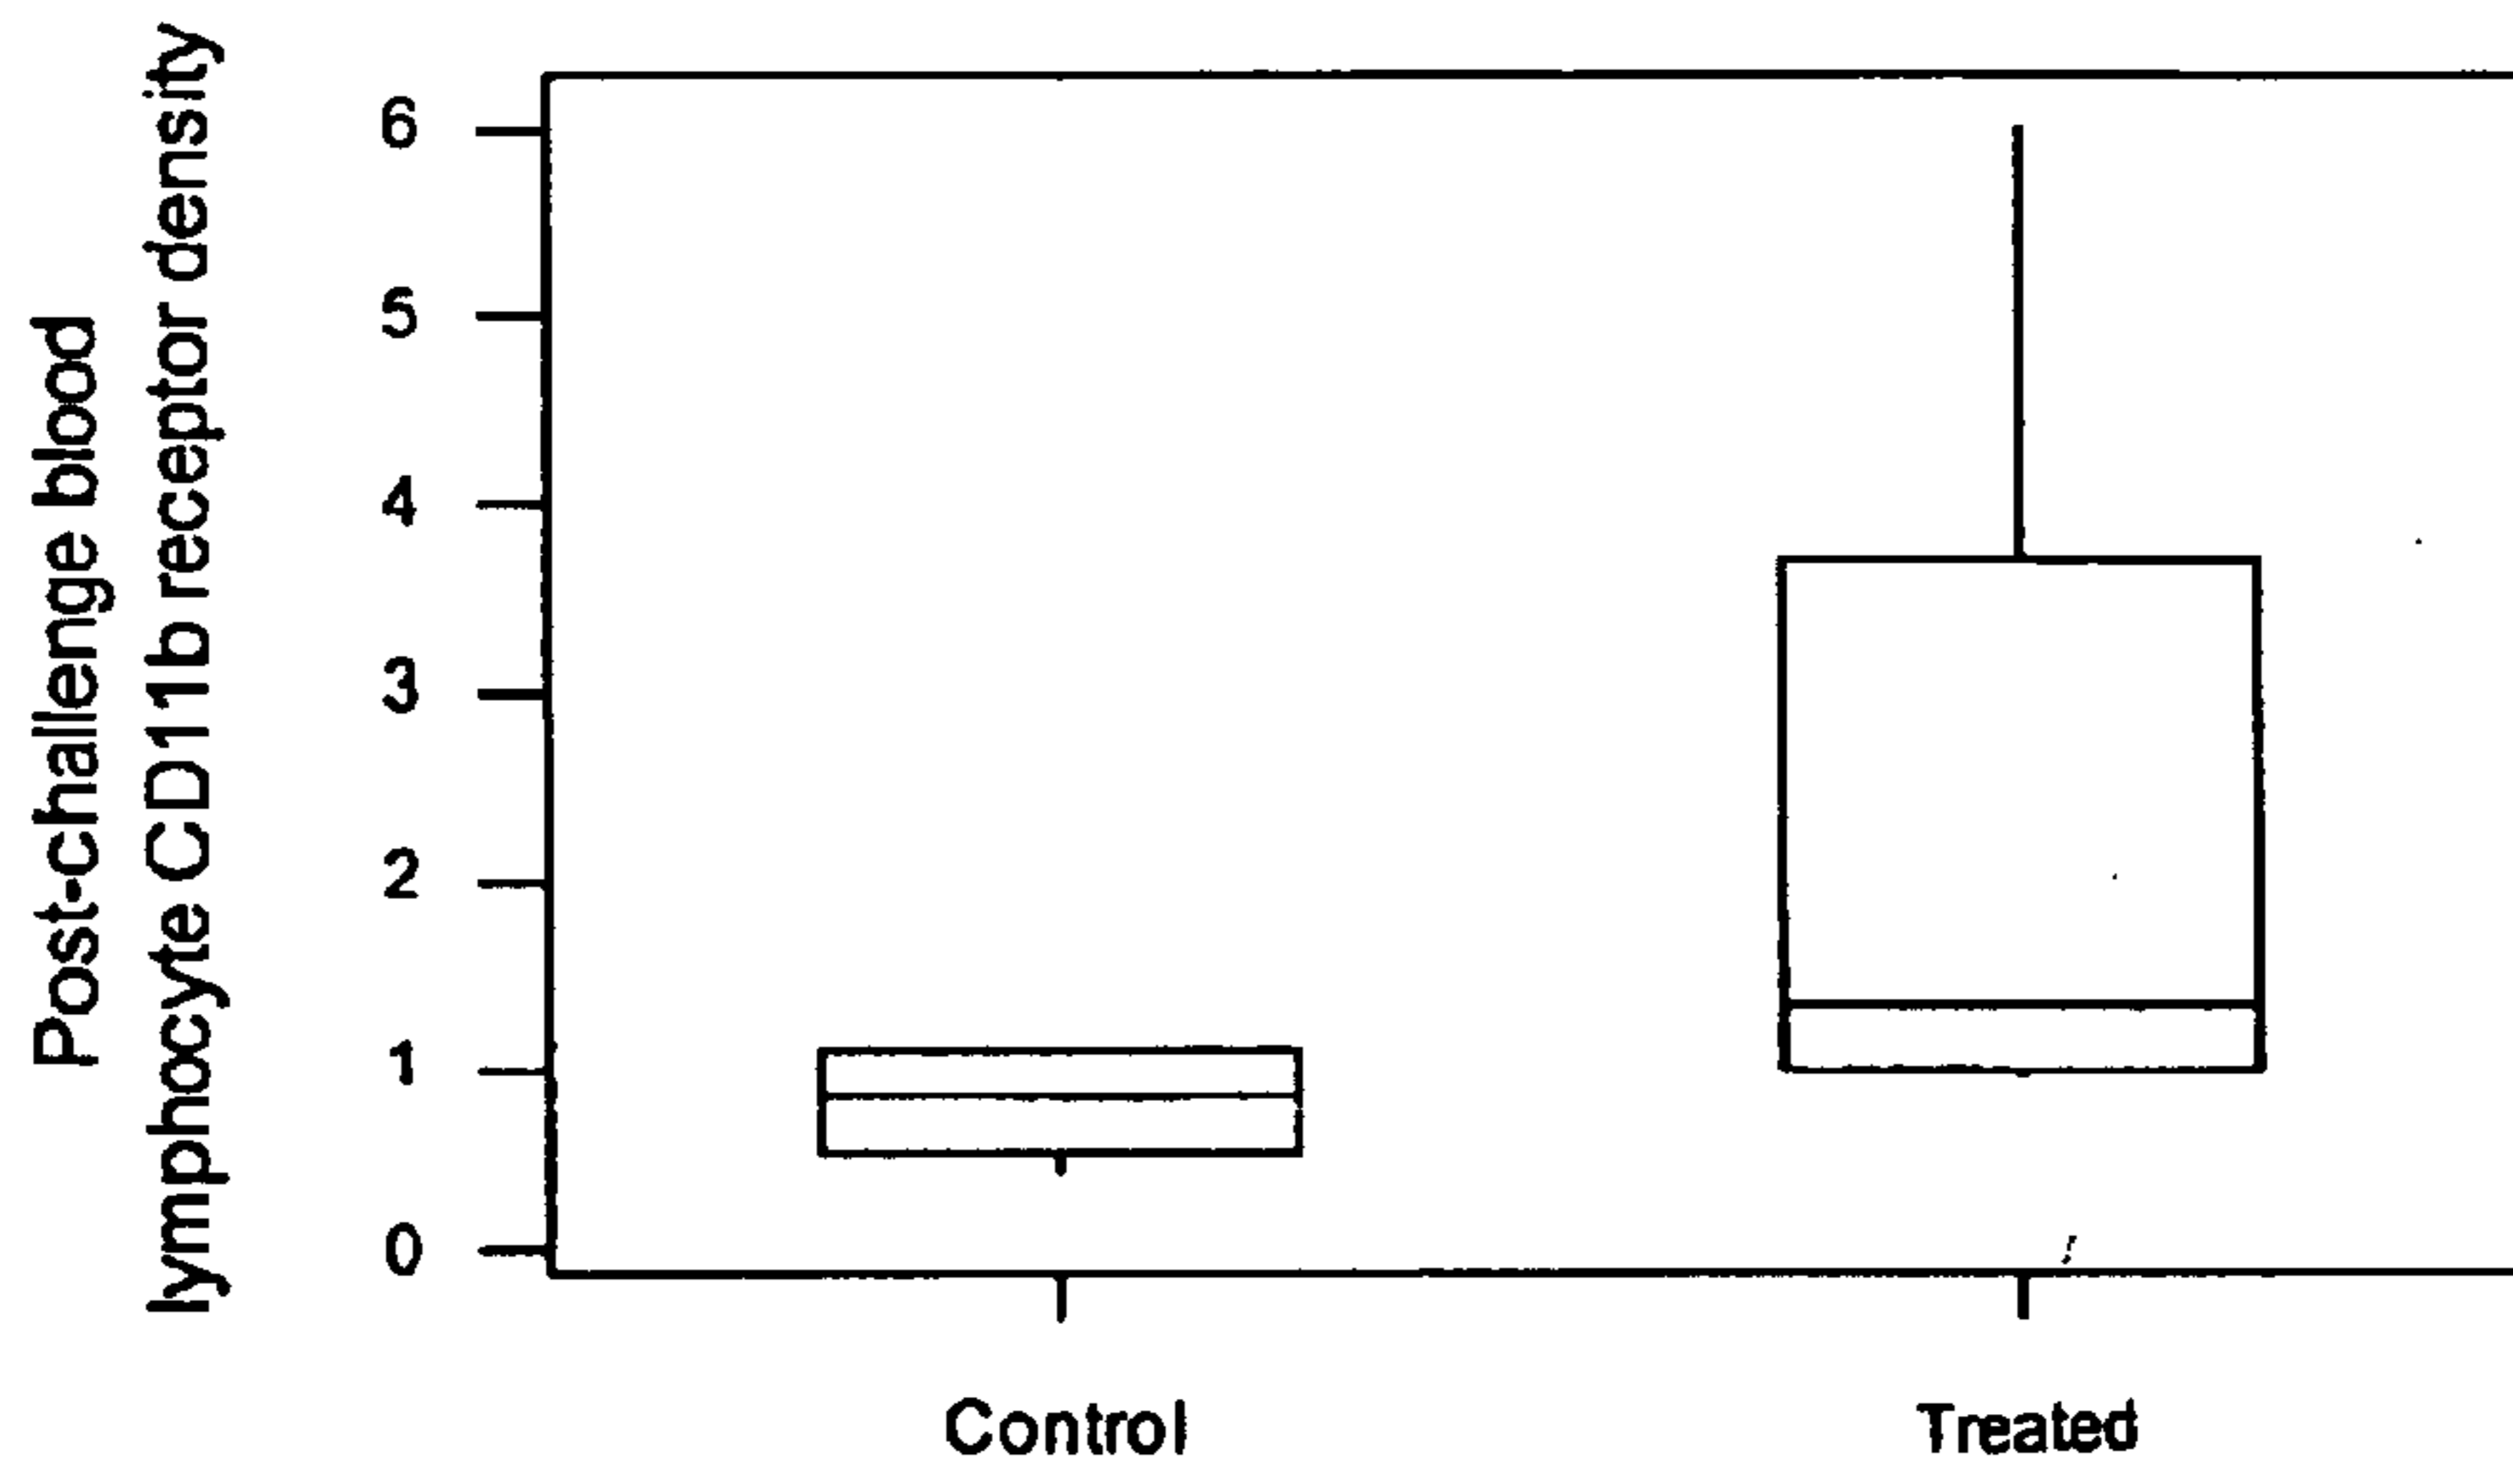 Post-challenge blood
lymphocyte CD11b receptor density
6
5
4
3
2
1
0
Control
Treated